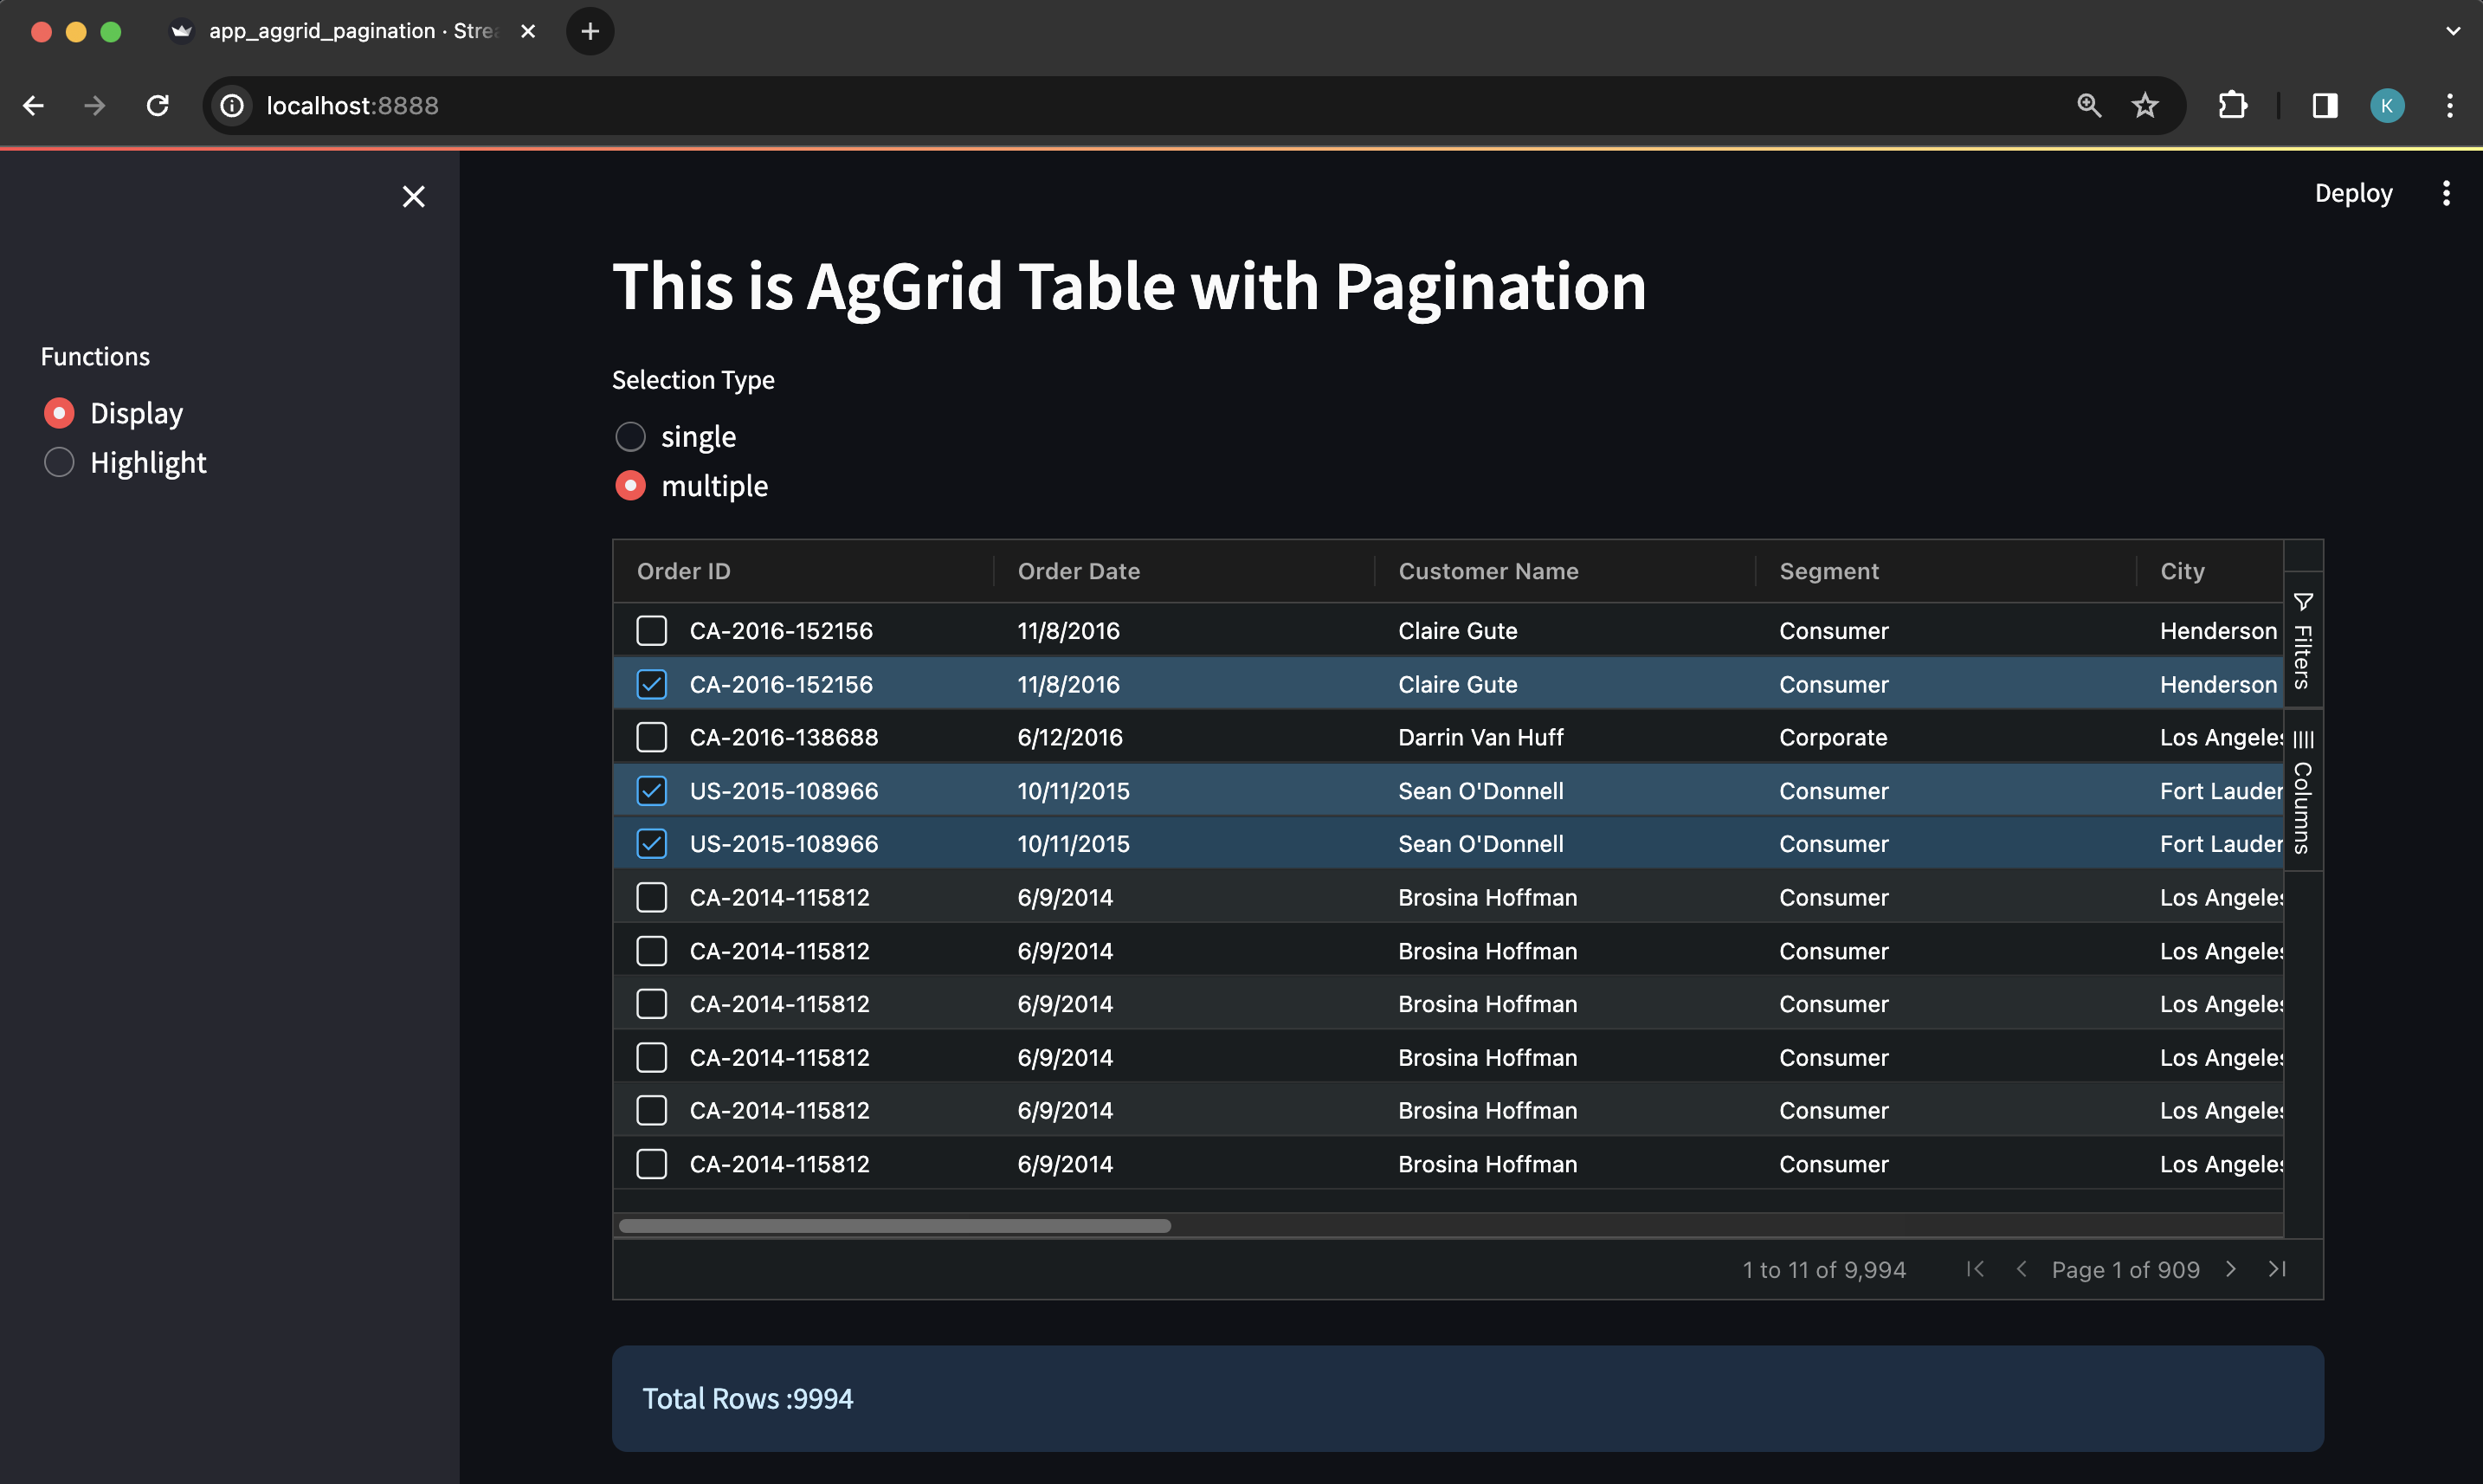 app_aggrid_pagination · Strea
localhost:8888
K
Deploy
Functions
Display
Highlight
This is AgGrid Table with Pagination
Selection Type
single
multiple
Order ID Order Date Customer Name Segment City
CA-2016-152156 11/8/2016 Claire Gute Consumer Henderson
CA-2016-152156 11/8/2016 Claire Gute Consumer Henderson
CA-2016-138688 6/12/2016 Darrin Van Huff Corporate Los Angeles
US-2015-108966 10/11/2015 Sean O'Donnell Consumer Fort Lauder
US-2015-108966 10/11/2015 Sean O'Donnell Consumer Fort Lauder
CA-2014-115812 6/9/2014 Brosina Hoffman Consumer Los Angeles
CA-2014-115812 6/9/2014 Brosina Hoffman Consumer Los Angeles
CA-2014-115812 6/9/2014 Brosina Hoffman Consumer Los Angeles
CA-2014-115812 6/9/2014 Brosina Hoffman Consumer Los Angeles
CA-2014-115812 6/9/2014 Brosina Hoffman Consumer Los Angeles
CA-2014-115812 6/9/2014 Brosina Hoffman Consumer Los Angeles
Filters
Columns
1 to 11 of 9,994 Page 1 of 909
Total Rows :9994